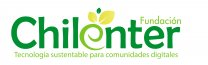 Fundación
Chilenter
Tecnología sustentable para comunidades digitales